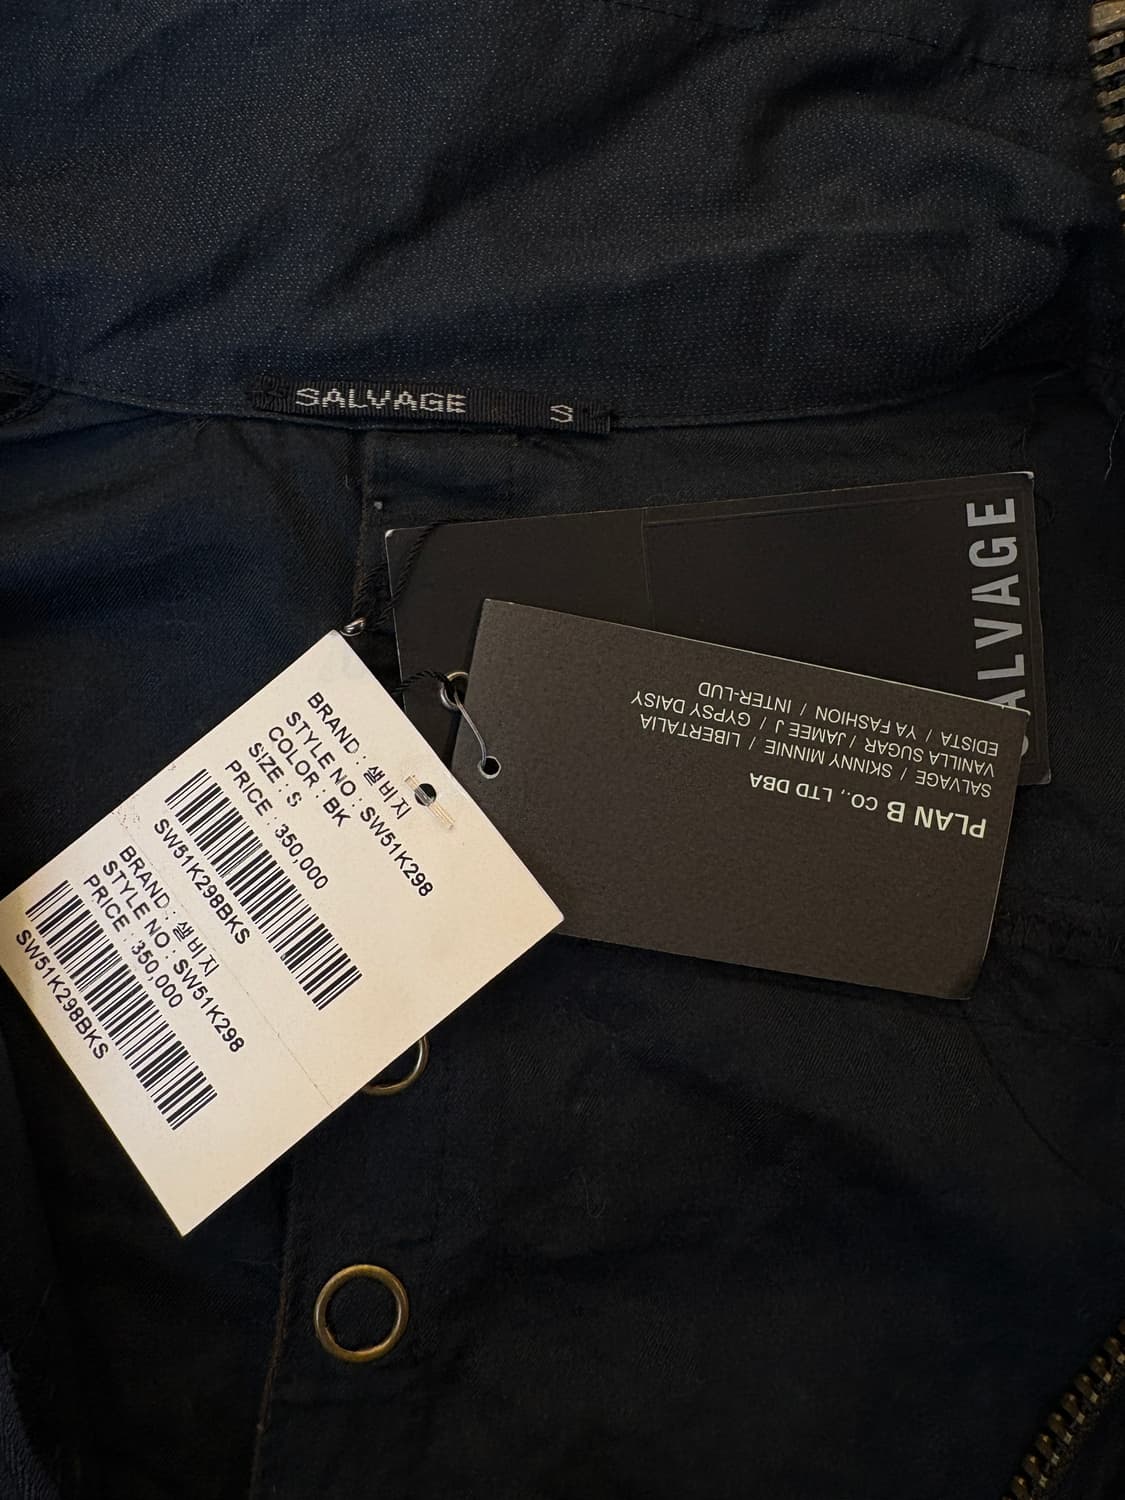 SALVAGE S
SALVAGE
PLAN B CO., LTD DBA
SALVAGE / SKINNY MINNIE / LIBERTALIA
VANILLA SUGAR / JAMEE J / GYPSY DAISY
EDISTA / YA FASHION / INTER-LUD
BRAND : 샐비지
STYLE NO : SW51K298
COLOR : BK
SIZE : S
PRICE : 350,000
SW51K298BKS
BRAND : 샐비지
STYLE NO : SW51K298
PRICE : 350,000
SW51K298BKS